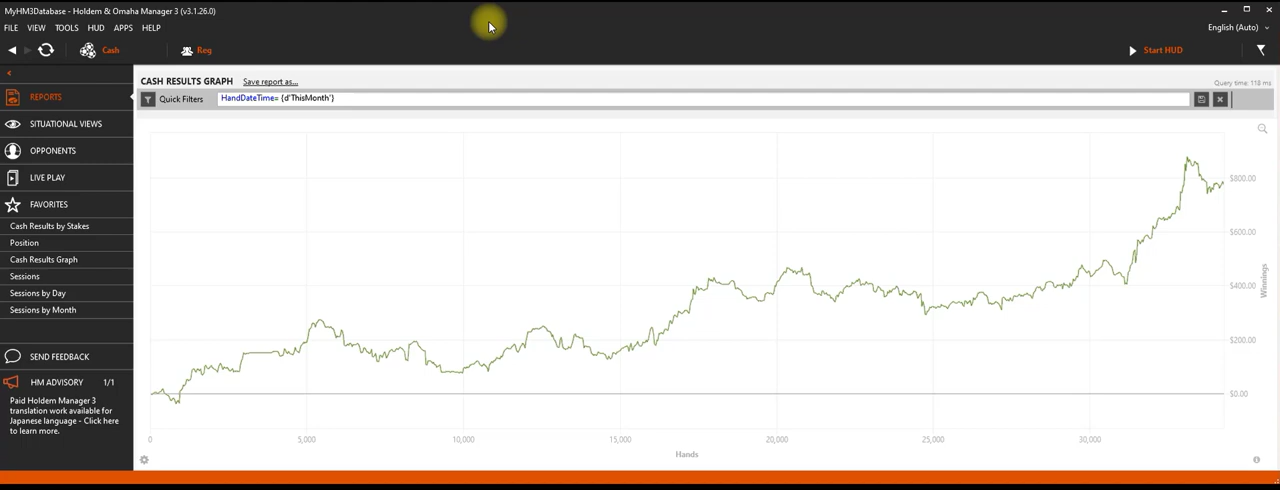 MyHM3Database - Holdem & Omaha Manager 3 (v3.1.26.0)
FILE VIEW TOOLS HUD APPS HELP
English (Auto)
Cash
Reg
Start HUD
CASH RESULTS GRAPH Save report as...
Query time: 118 ms
Quick Filters HandDateTime= {d'ThisMonth'}
REPORTS
SITUATIONAL VIEWS
OPPONENTS
LIVE PLAY
FAVORITES
Cash Results by Stakes
Position
Cash Results Graph
Sessions
Sessions by Day
Sessions by Month
SEND FEEDBACK
HM ADVISORY 1/1
Paid Holdem Manager 3
translation work available for
Japanese language - Click here
to learn more.
$800.00
$600.00
$400.00
$200.00
$0.00
Winnings
0 5,000 10,000 15,000 20,000 25,000 30,000
Hands